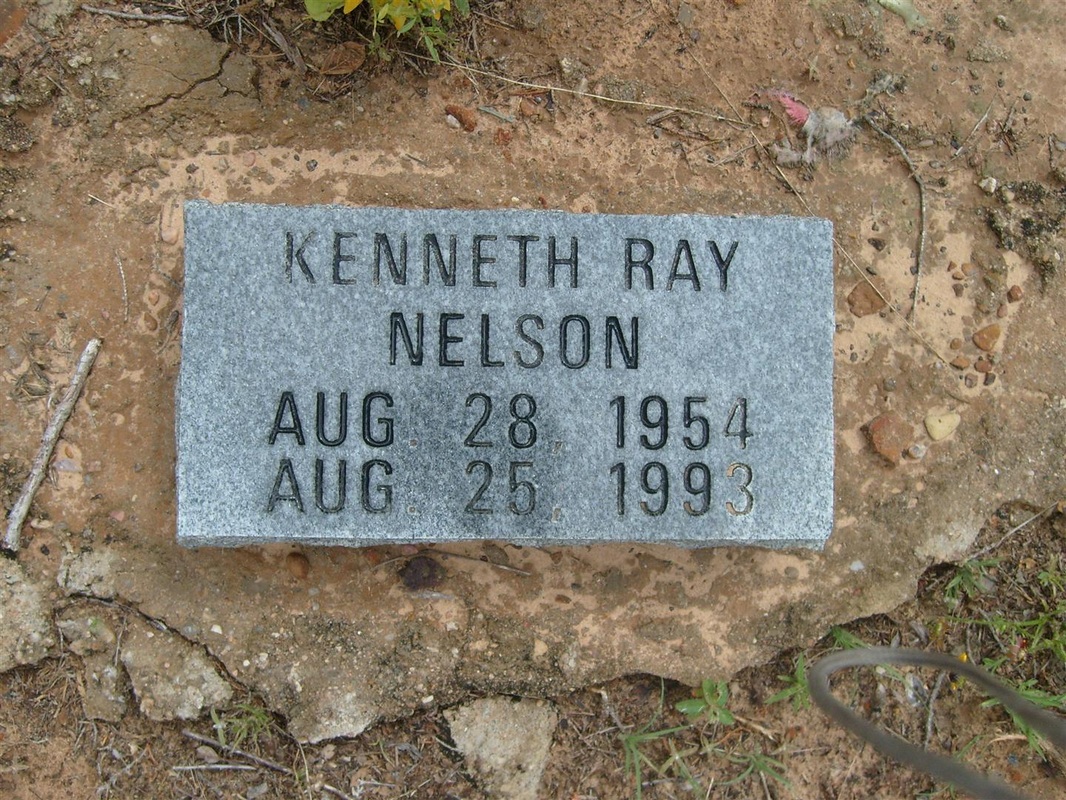 KENNETH RAY
NELSON
AUG. 28, 1954
AUG. 25, 1993